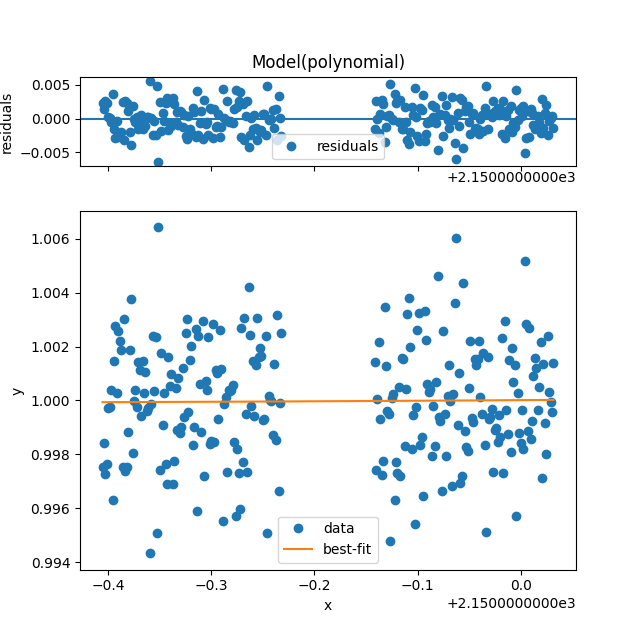 Model(polynomial)
residuals
0.005
0.000
−0.005
residuals
+2.1500000000e3
y
1.006
1.004
1.002
1.000
0.998
0.996
0.994
data
best-fit
−0.4
−0.3
−0.2
−0.1
0.0
x
+2.1500000000e3